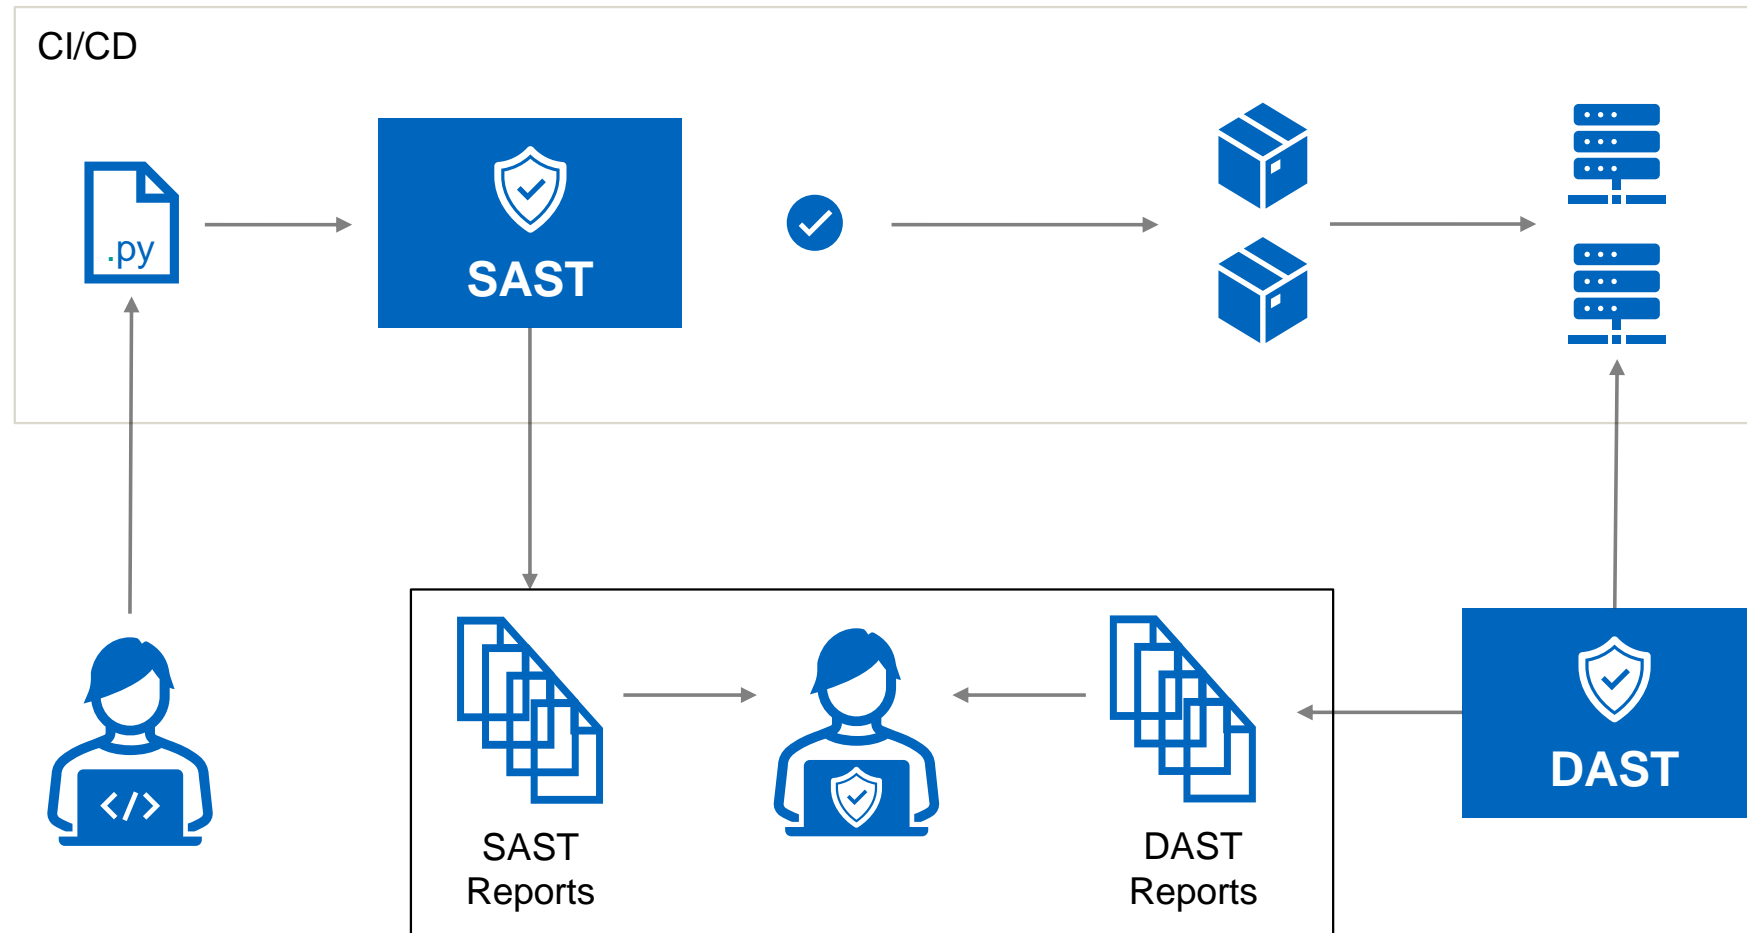 CI/CD
.py
SAST
</>
SAST
Reports
DAST
Reports
DAST